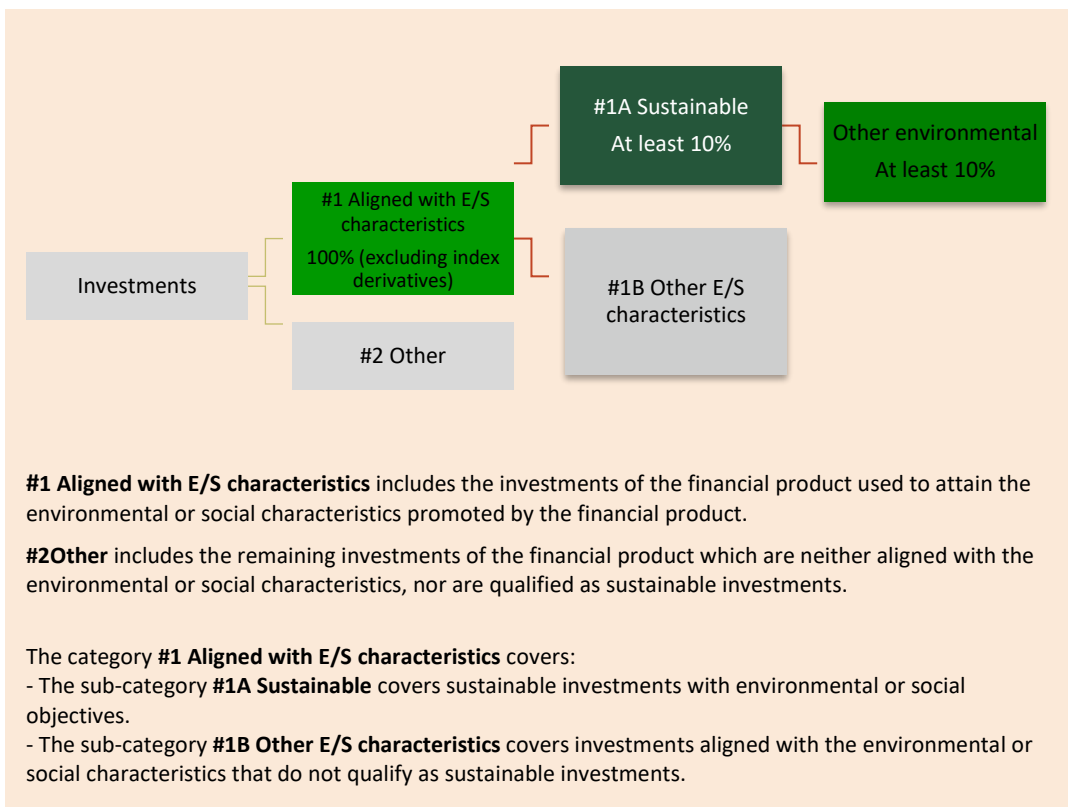 #1A Sustainable
At least 10%
Other environmental
At least 10%
#1 Aligned with E/S
characteristics
100% (excluding index
derivatives)
Investments
#1B Other E/S
characteristics
#2 Other
#1 Aligned with E/S characteristics includes the investments of the financial product used to attain the
environmental or social characteristics promoted by the financial product.
#2Other includes the remaining investments of the financial product which are neither aligned with the
environmental or social characteristics, nor are qualified as sustainable investments.
The category #1 Aligned with E/S characteristics covers:
- The sub-category #1A Sustainable covers sustainable investments with environmental or social
objectives.
- The sub-category #1B Other E/S characteristics covers investments aligned with the environmental or
social characteristics that do not qualify as sustainable investments.